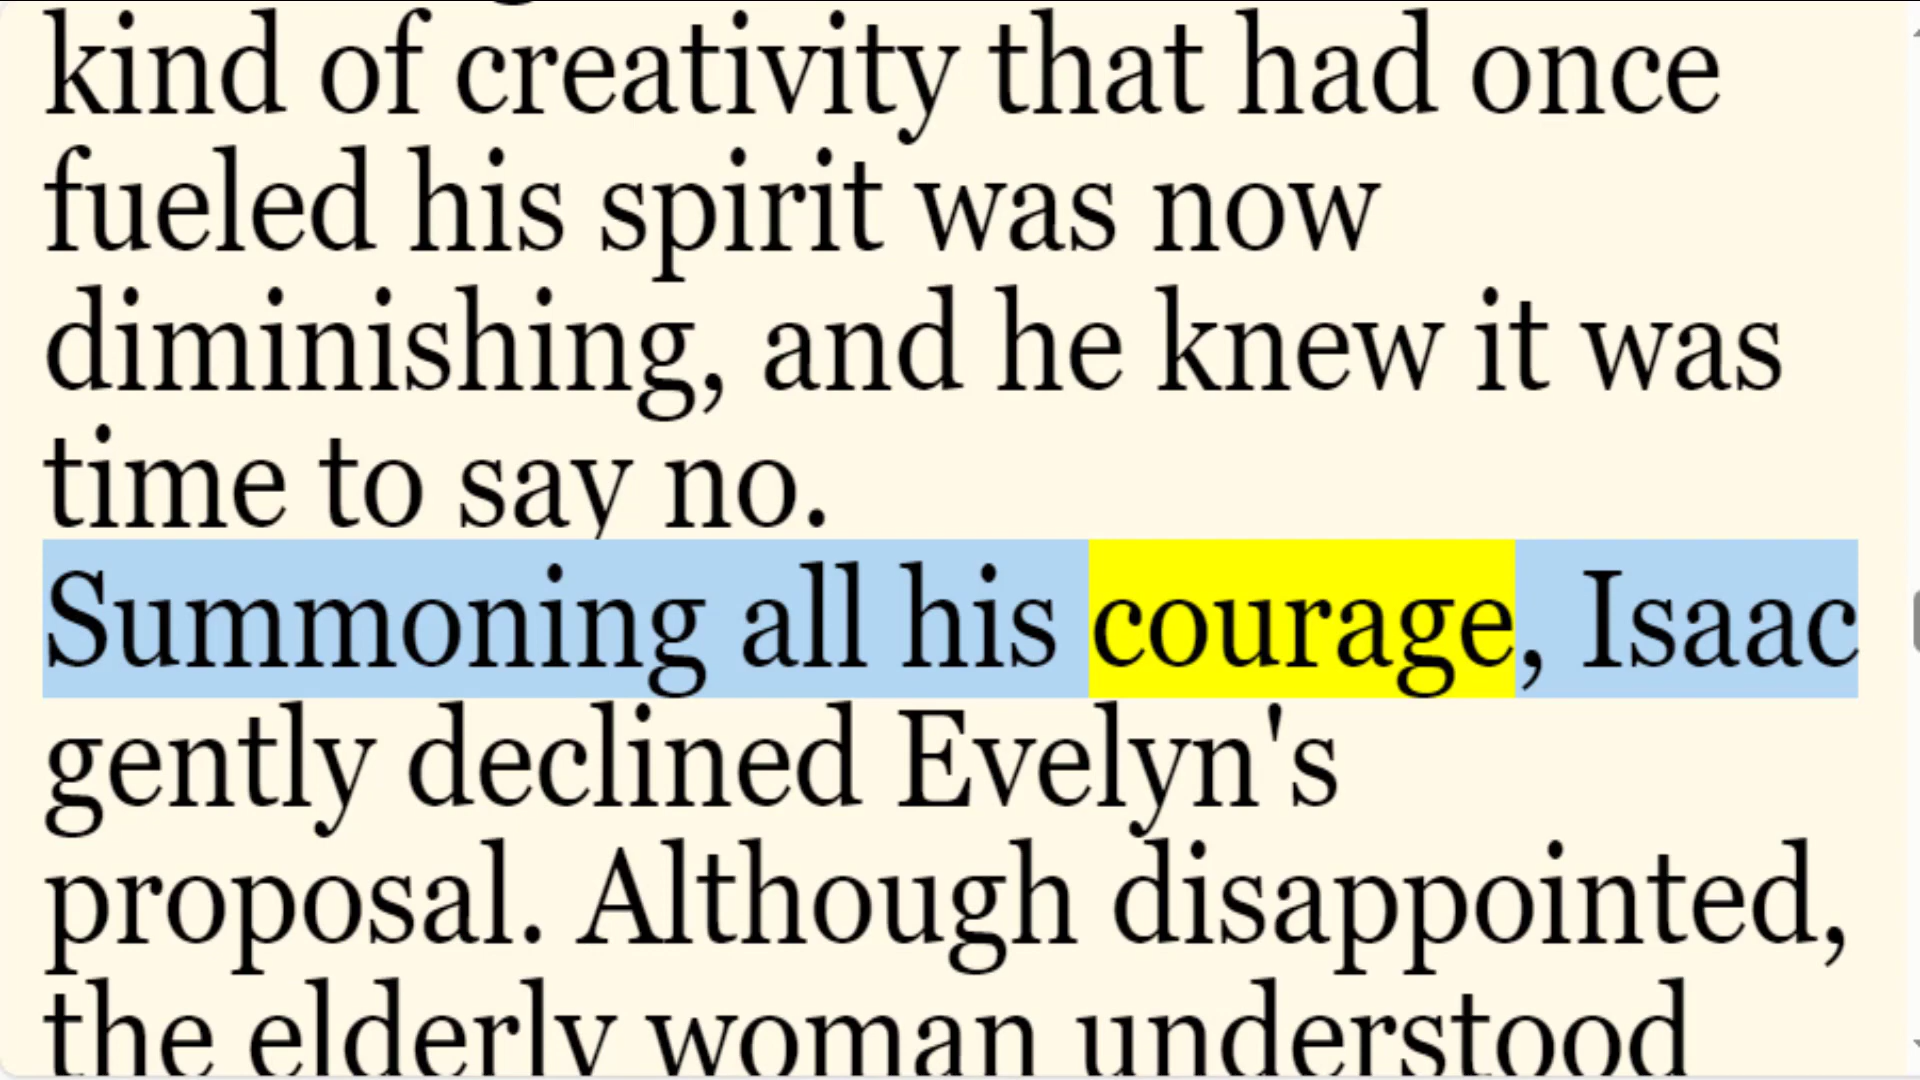 kind of creativity that had once
fueled his spirit was now
diminishing, and he knew it was
time to say no.
Summoning all his courage, Isaac
gently declined Evelyn's
proposal. Although disappointed,
the elderly woman understood